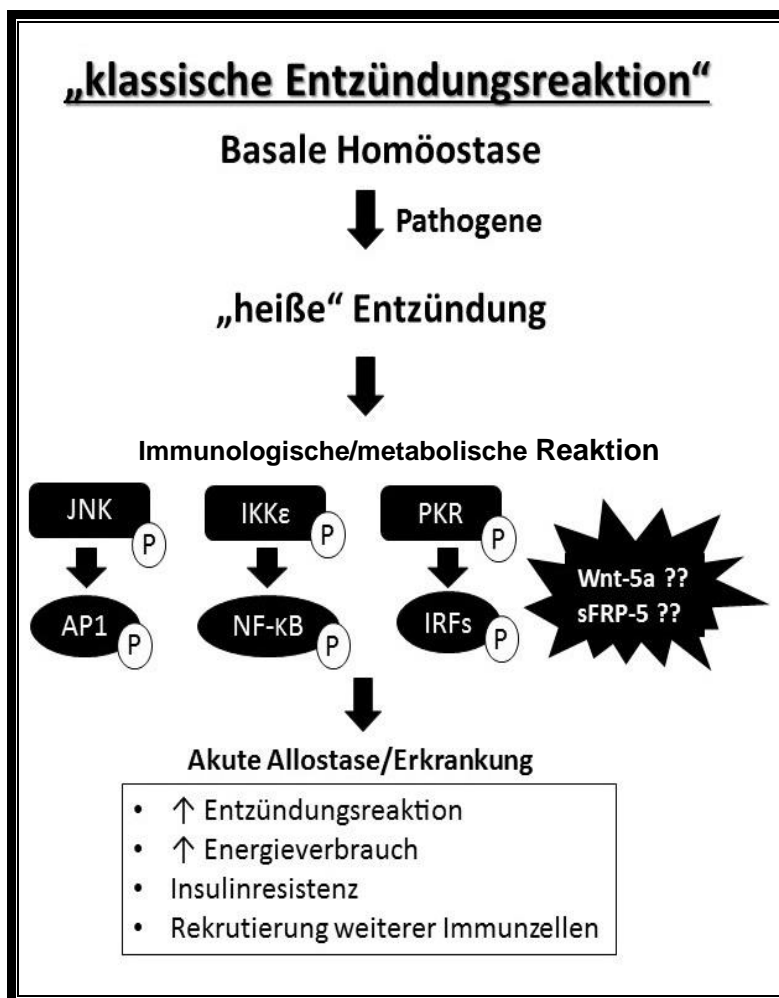 „klassische Entzündungsreaktion“
Basale Homöostase
Pathogene
„heiße“ Entzündung
Immunologische/metabolische Reaktion
JNK
P
IKKε
P
PKR
P
AP1
P
NF-κB
P
IRFs
P
Wnt-5a ??
sFRP-5 ??
Akute Allostase/Erkrankung
• ↑ Entzündungsreaktion
• ↑ Energieverbrauch
• Insulinresistenz
• Rekrutierung weiterer Immunzellen